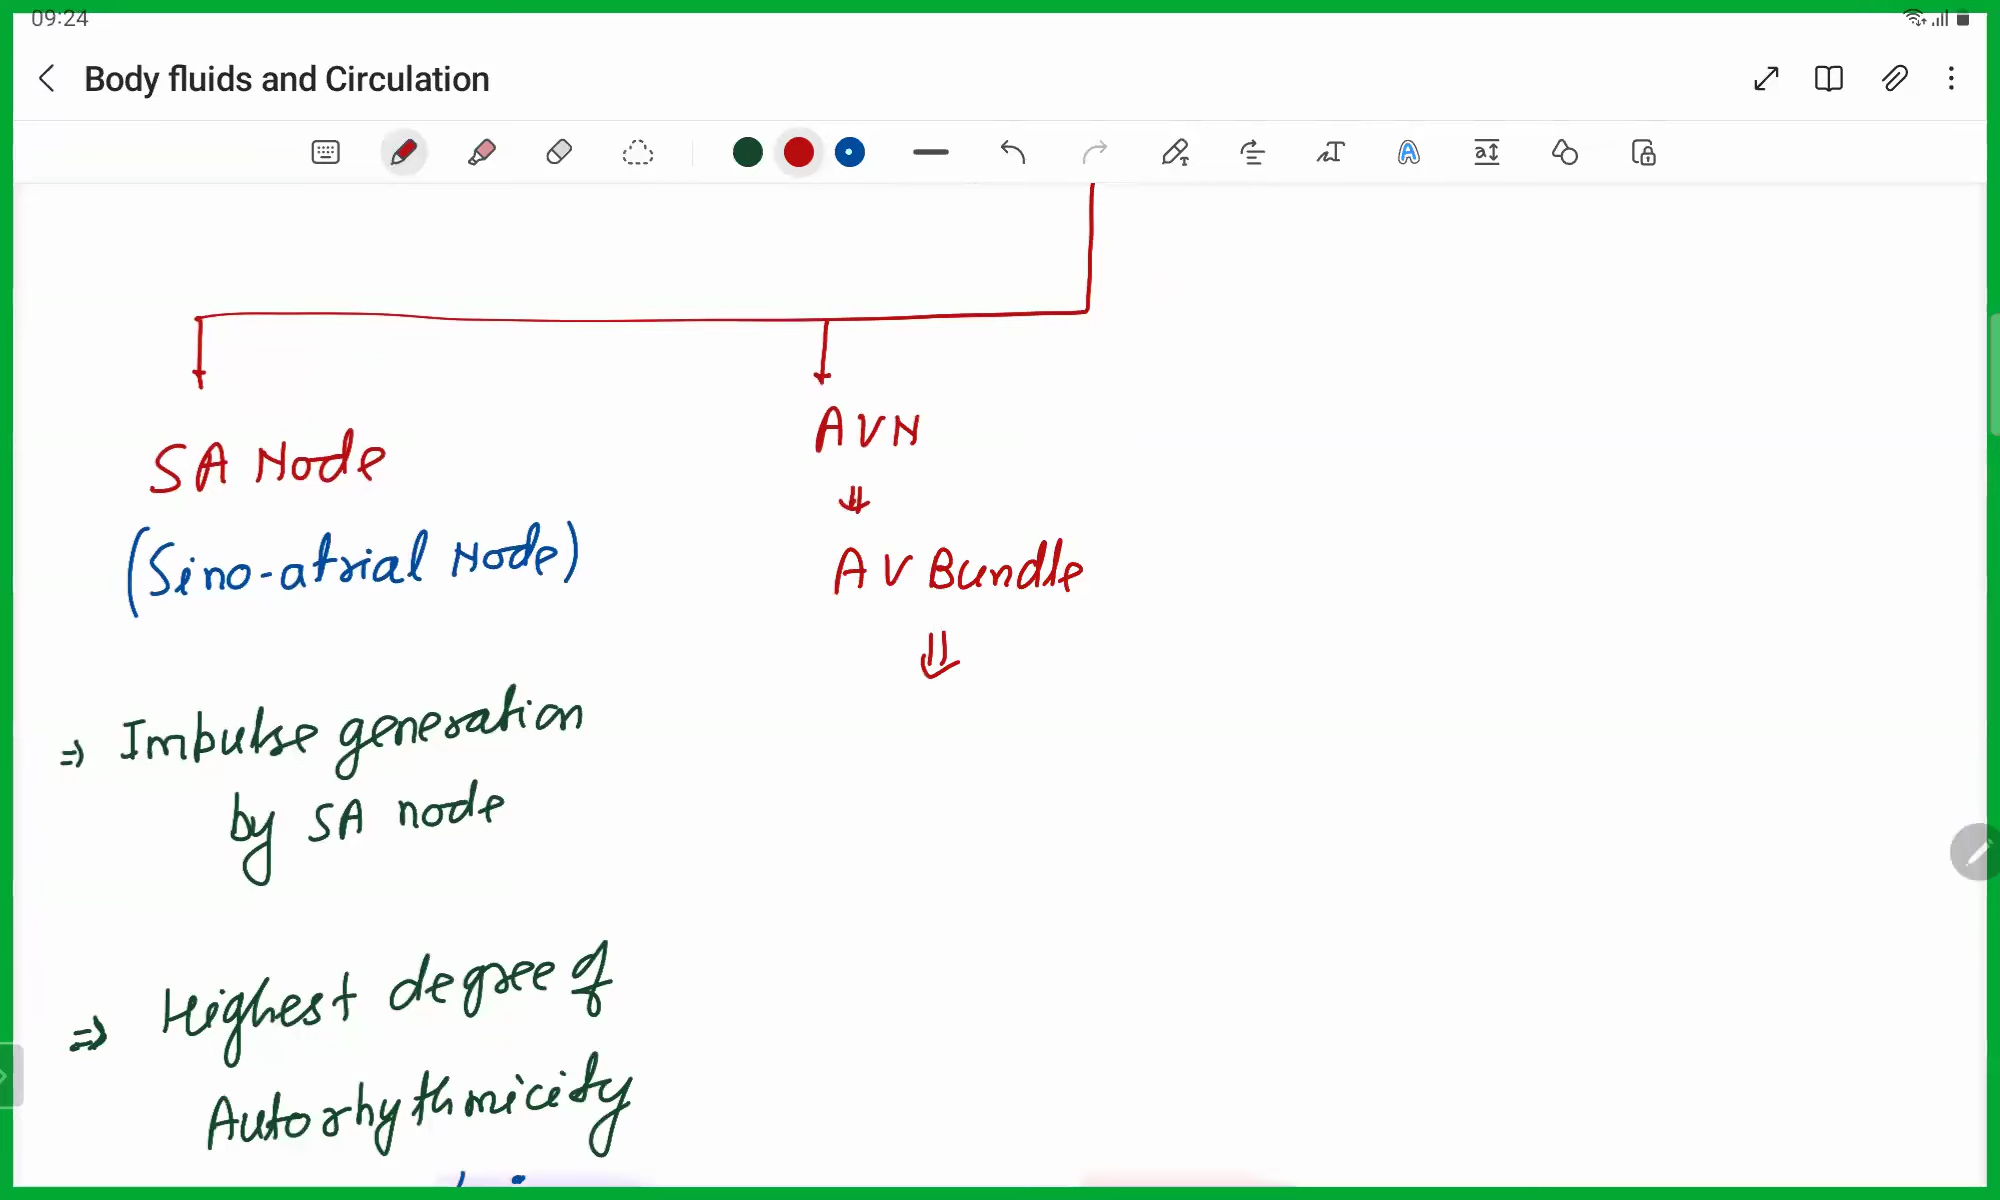 09:24
Body fluids and Circulation
SA Node
(Sino-atrial Node)
⇒ Impulse generation
by SA node
⇒ Highest degree of
Autorhythmicity
AVN
⇓
AV Bundle
⇓